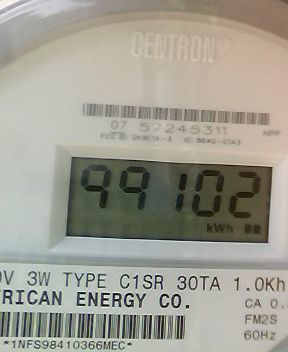 CENTRON®
07 57245311
99102
kWh
0V 3W TYPE C1SR 30TA 1.0Kh
ERICAN ENERGY CO.
CA 0.
FM2S
60Hz
*1NFS98410366MEC*